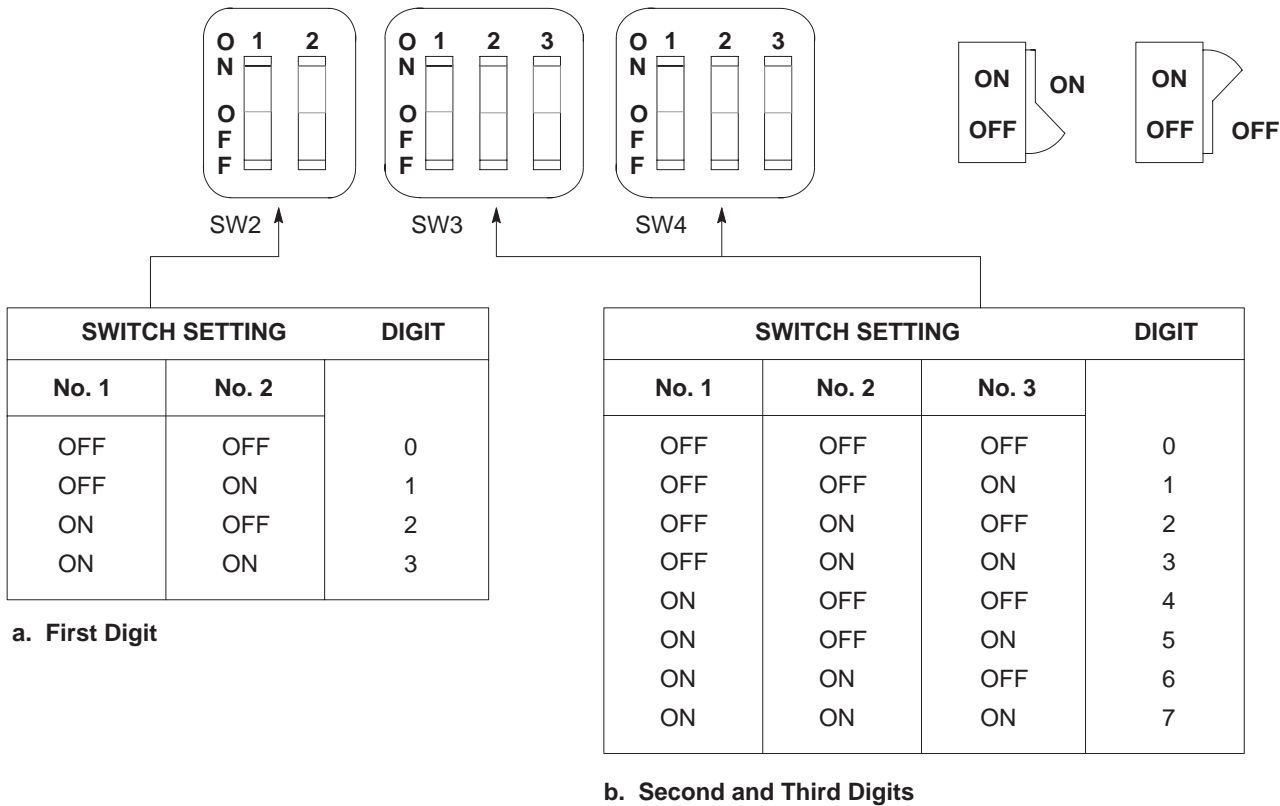 O 1 2
N
O
F
F
O 1 2 3
N
O
F
F
O 1 2 3
N
O
F
F
ON ON
OFF
ON
OFF OFF
SW2
SW3
SW4
SWITCH SETTING DIGIT
No. 1 No. 2
OFF OFF 0
OFF ON 1
ON OFF 2
ON ON 3
a. First Digit
SWITCH SETTING DIGIT
No. 1 No. 2 No. 3
OFF OFF OFF 0
OFF OFF ON 1
OFF ON OFF 2
OFF ON ON 3
ON OFF OFF 4
ON OFF ON 5
ON ON OFF 6
ON ON ON 7
b. Second and Third Digits